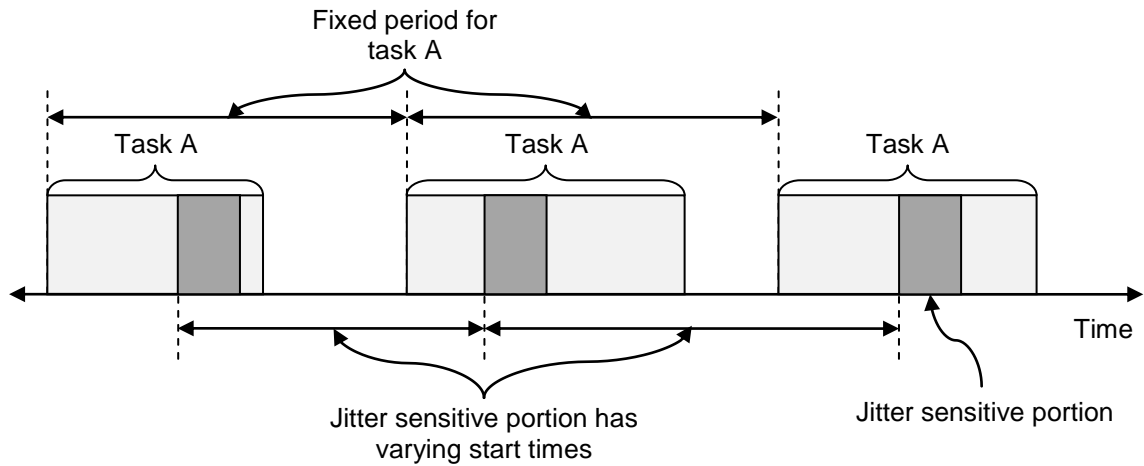 Fixed period for
task A
Task A
Task A
Task A
Time
Jitter sensitive portion has
varying start times
Jitter sensitive portion